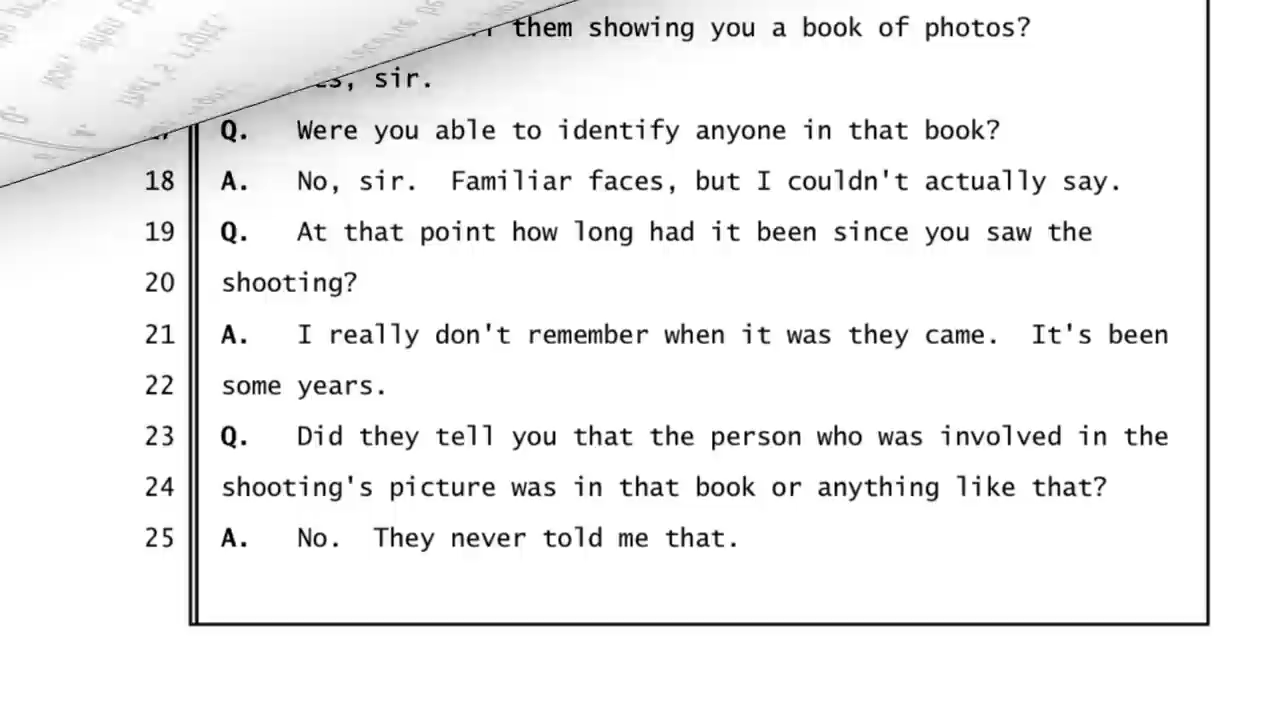 them showing you a book of photos?
sir.
Q. Were you able to identify anyone in that book?
18 A. No, sir. Familiar faces, but I couldn't actually say.
19 Q. At that point how long had it been since you saw the
20 shooting?
21 A. I really don't remember when it was they came. It's been
22 some years.
23 Q. Did they tell you that the person who was involved in the
24 shooting's picture was in that book or anything like that?
25 A. No. They never told me that.